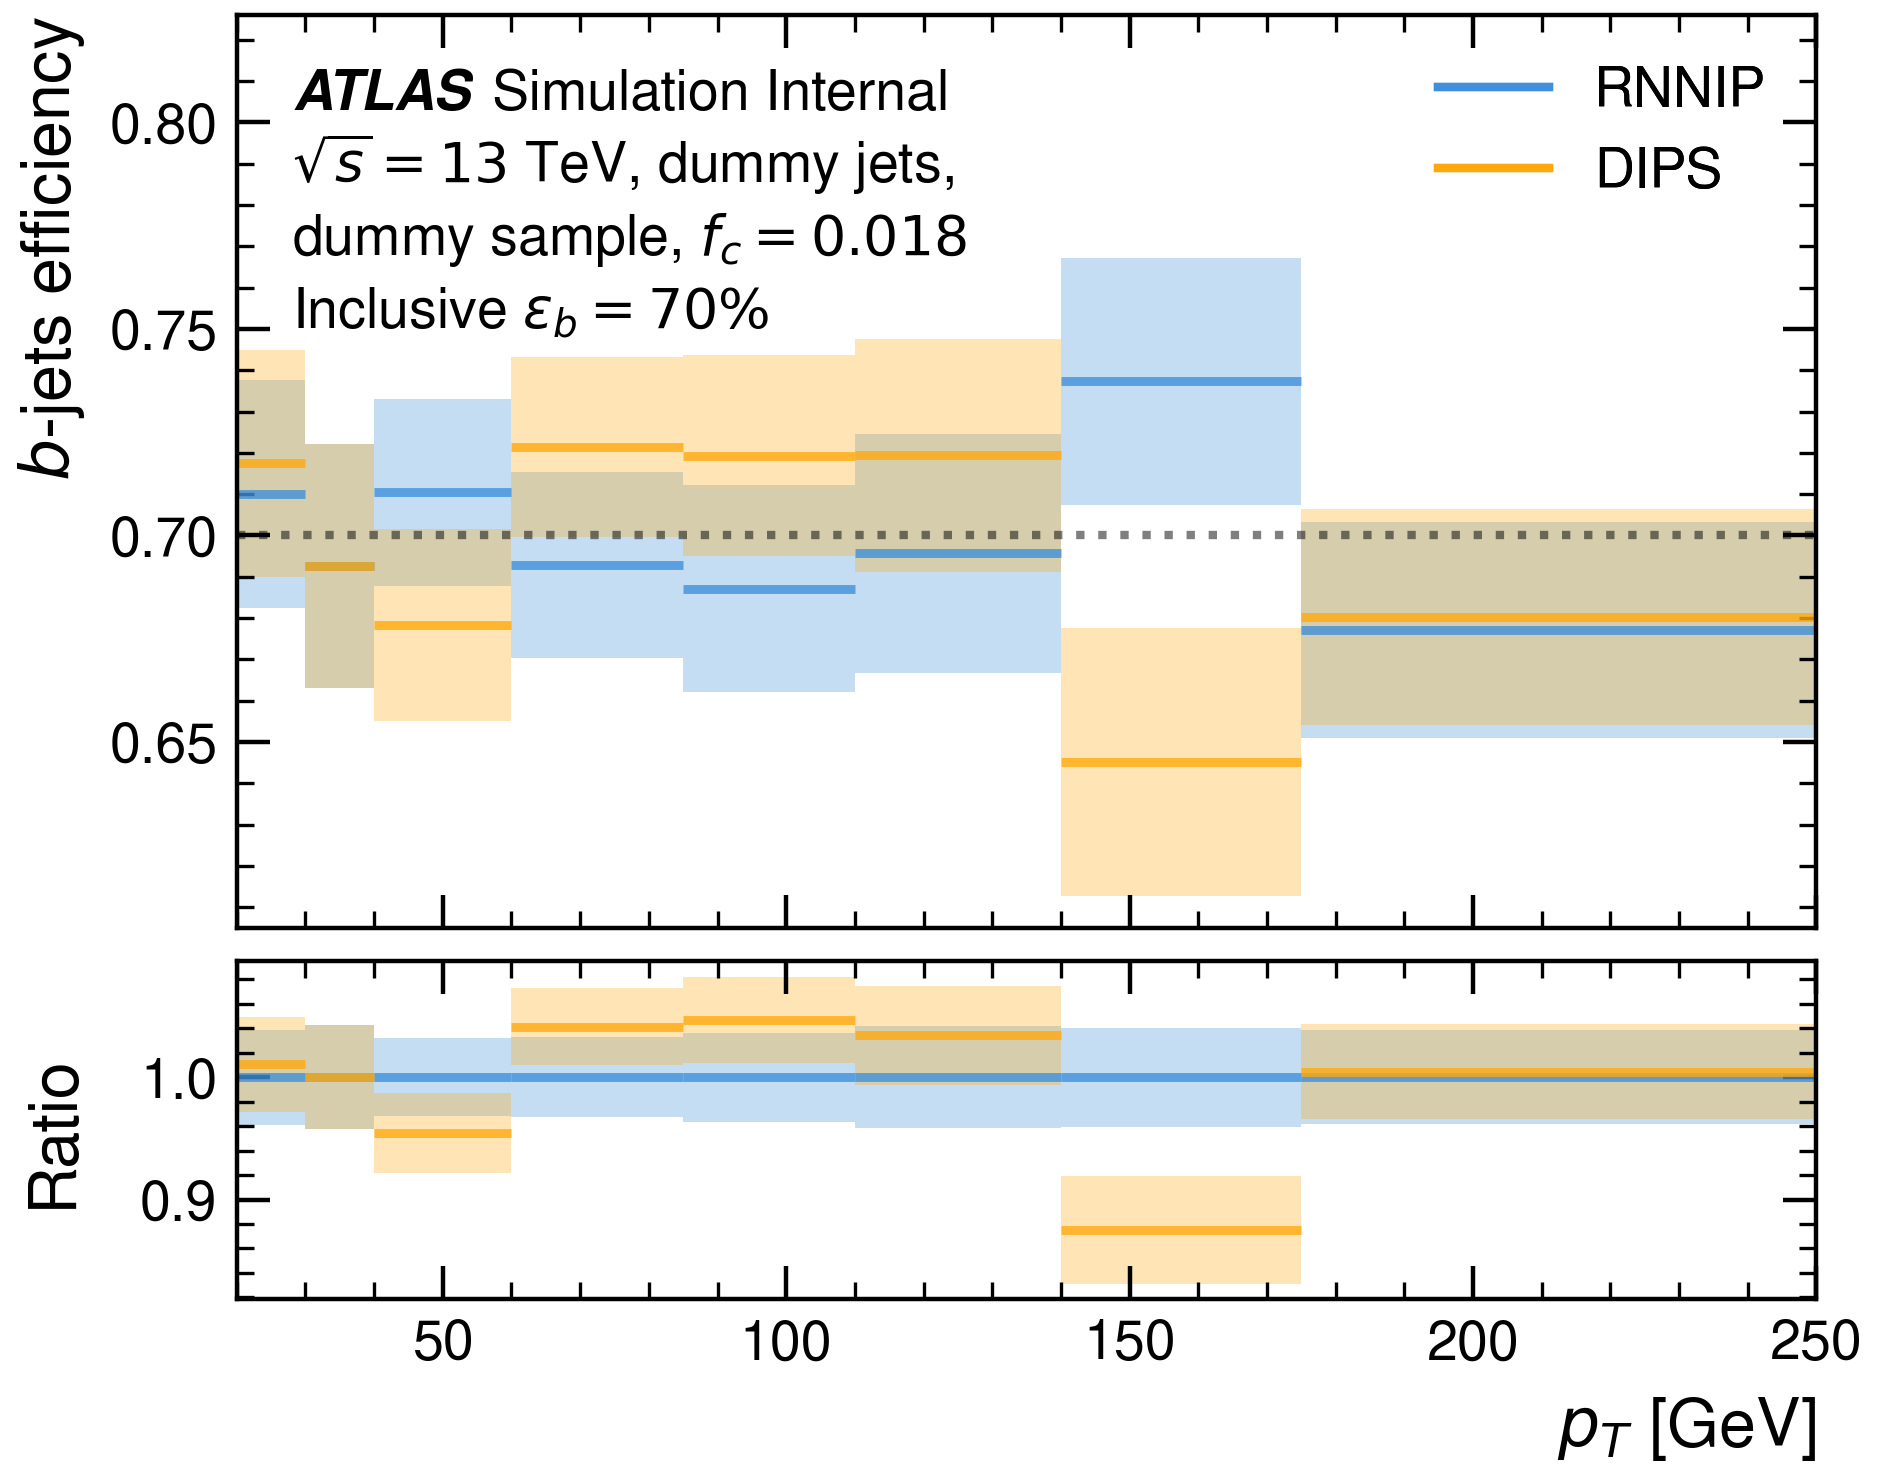 ATLAS Simulation Internal
√s = 13 TeV, dummy jets,
dummy sample, f_c = 0.018
Inclusive ε_b = 70%
RNNIP
DIPS
b-jets efficiency
0.80
0.75
0.70
0.65
Ratio
1.0
0.9
50 100 150 200 250
p_T [GeV]